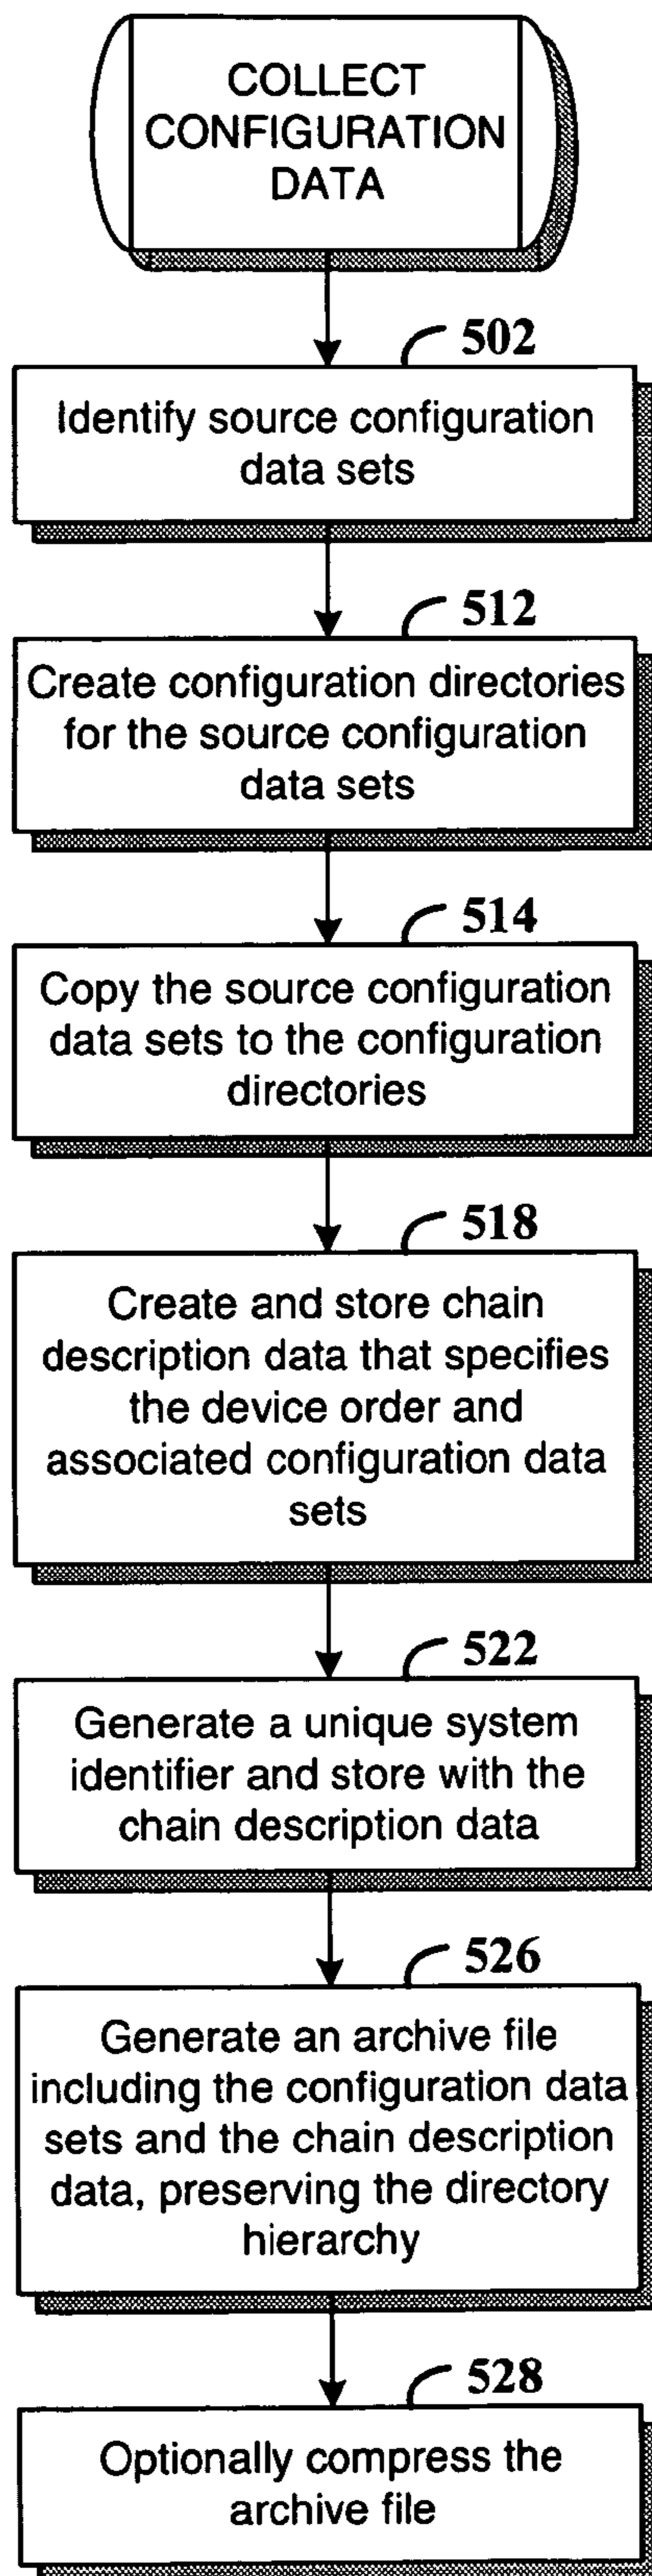 COLLECT
CONFIGURATION
DATA
502
Identify source configuration
data sets
512
Create configuration directories
for the source configuration
data sets
514
Copy the source configuration
data sets to the configuration
directories
518
Create and store chain
description data that specifies
the device order and
associated configuration data
sets
522
Generate a unique system
identifier and store with the
chain description data
526
Generate an archive file
including the configuration data
sets and the chain description
data, preserving the directory
hierarchy
528
Optionally compress the
archive file